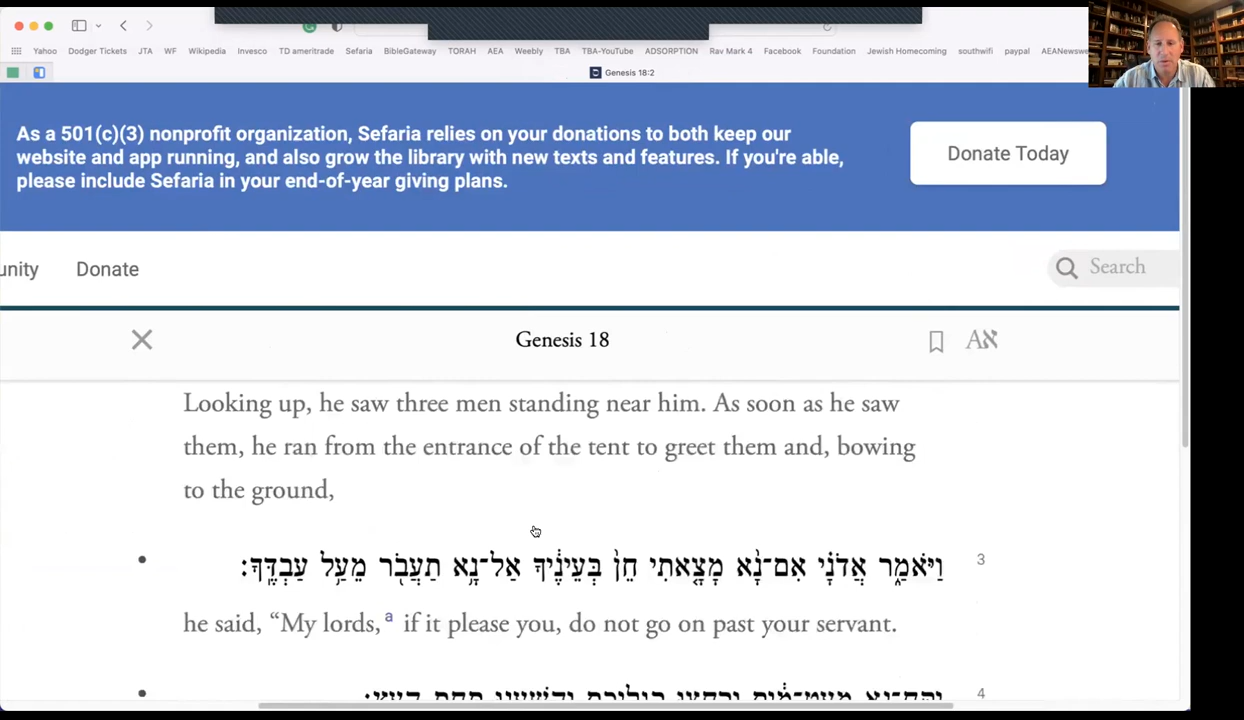 Yahoo Dodger Tickets JTA WF Wikipedia Invesco TD ameritrade Sefaria BibleGateway TORAH AEA Weebly TBA TBA-YouTube ADSORPTION Rav Mark 4 Facebook Foundation Jewish Homecoming southwifi paypal AEANewswe
Genesis 18:2
As a 501(c)(3) nonprofit organization, Sefaria relies on your donations to both keep our
website and app running, and also grow the library with new texts and features. If you're able,
please include Sefaria in your end-of-year giving plans.
Donate Today
unity Donate
Search
Genesis 18
Aא
Looking up, he saw three men standing near him. As soon as he saw
them, he ran from the entrance of the tent to greet them and, bowing
to the ground,
3
וַיֹּאמַ֑ר אֲדֹנָ֗י אִם־נָ֨א מָצָ֤אתִי חֵן֙ בְּעֵינֶ֔יךָ אַל־נָ֥א תַעֲבֹ֖ר מֵעַ֥ל עַבְדֶּֽךָ׃
he said, “My lords,a if it please you, do not go on past your servant.
4